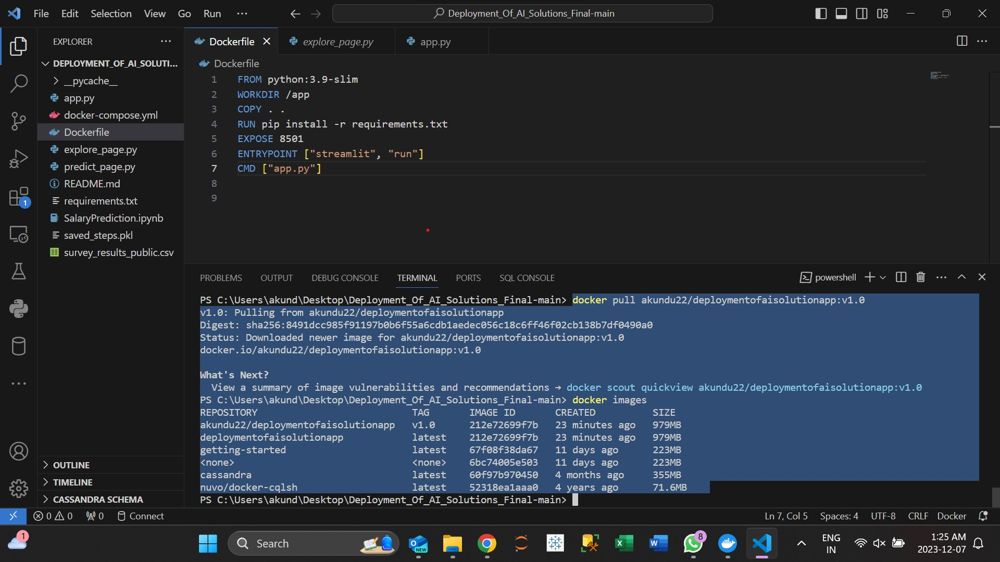 File Edit Selection View Go Run ···
Deployment_Of_AI_Solutions_Final-main
EXPLORER ···
DEPLOYMENT_OF_AI_SOLUTI...
__pycache__
app.py
docker-compose.yml
Dockerfile
explore_page.py
predict_page.py
README.md
requirements.txt
SalaryPrediction.ipynb
saved_steps.pkl
survey_results_public.csv
OUTLINE
TIMELINE
CASSANDRA SCHEMA
1
Dockerfile explore_page.py app.py
Dockerfile
1 FROM python:3.9-slim
2 WORKDIR /app
3 COPY . .
4 RUN pip install -r requirements.txt
5 EXPOSE 8501
6 ENTRYPOINT ["streamlit", "run"]
7 CMD ["app.py"]
8
9
PROBLEMS OUTPUT DEBUG CONSOLE TERMINAL PORTS SQL CONSOLE powershell
PS C:\Users\akund\Desktop\Deployment_Of_AI_Solutions_Final-main> docker pull akundu22/deploymentofaisolutionapp:v1.0
v1.0: Pulling from akundu22/deploymentofaisolutionapp
Digest: sha256:8491dcc985f91197b0b6f55a6cdb1aedec056c18c6ff46f02cb138b7df0490a0
Status: Downloaded newer image for akundu22/deploymentofaisolutionapp:v1.0
docker.io/akundu22/deploymentofaisolutionapp:v1.0
What's Next?
View a summary of image vulnerabilities and recommendations → docker scout quickview akundu22/deploymentofaisolutionapp:v1.0
PS C:\Users\akund\Desktop\Deployment_Of_AI_Solutions_Final-main> docker images
REPOSITORY TAG IMAGE ID CREATED SIZE
akundu22/deploymentofaisolutionapp v1.0 212e72699f7b 23 minutes ago 979MB
deploymentofaisolutionapp latest 212e72699f7b 23 minutes ago 979MB
getting-started latest 67f08f38da67 11 days ago 223MB
<none> <none> 6bc74005e503 11 days ago 223MB
cassandra latest 60f97b970450 4 months ago 355MB
nuvo/docker-cqlsh latest 52318ea1aaa0 4 years ago 71.6MB
PS C:\Users\akund\Desktop\Deployment_Of_AI_Solutions_Final-main>
0 0 0 Connect Ln 7, Col 5 Spaces: 4 UTF-8 CRLF Docker
1 Search NEW 8 ENG 1:25 AM
IN 2023-12-07